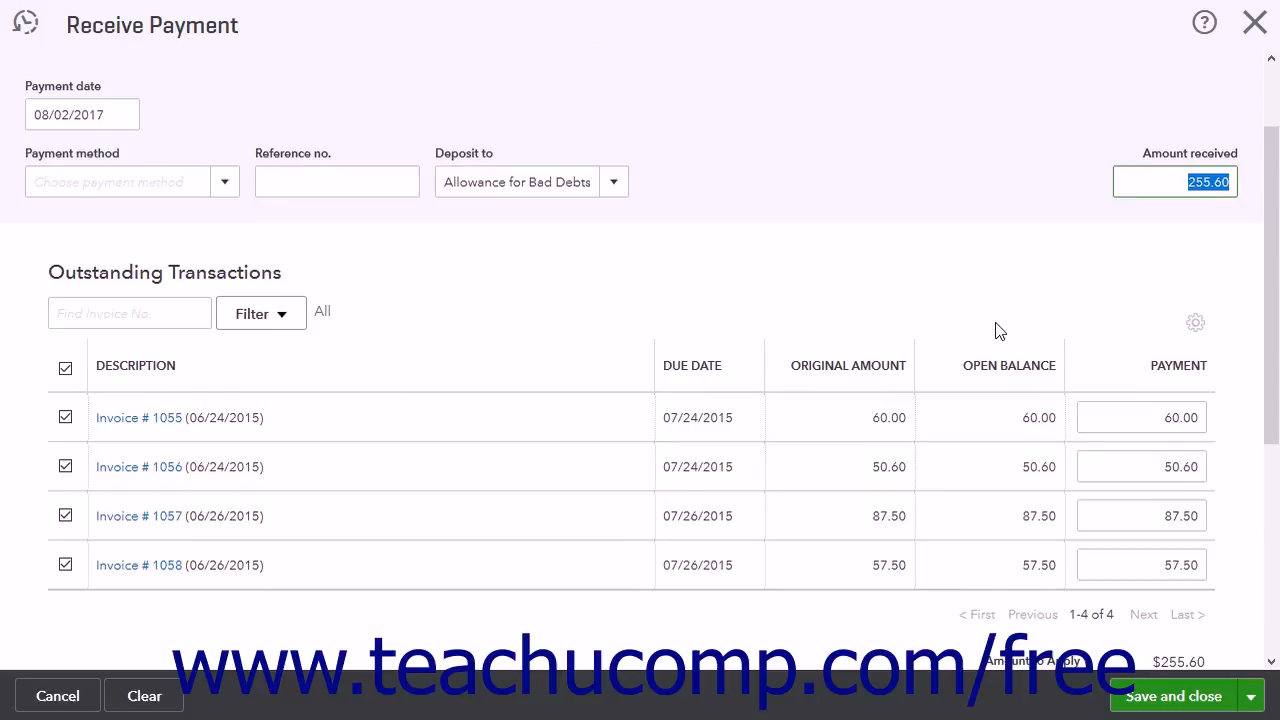 Receive Payment
Payment date
08/02/2017
Payment method Reference no. Deposit to Amount received
Choose payment method Allowance for Bad Debts 255.60
Outstanding Transactions
Find Invoice No. Filter All
DESCRIPTION DUE DATE ORIGINAL AMOUNT OPEN BALANCE PAYMENT
Invoice # 1055 (06/24/2015) 07/24/2015 60.00 60.00 60.00
Invoice # 1056 (06/24/2015) 07/24/2015 50.60 50.60 50.60
Invoice # 1057 (06/26/2015) 07/26/2015 87.50 87.50 87.50
Invoice # 1058 (06/26/2015) 07/26/2015 57.50 57.50 57.50
< First Previous 1-4 of 4 Next Last >
Amount to Apply $255.60
www.teachucomp.com/free
Cancel Clear Save and close